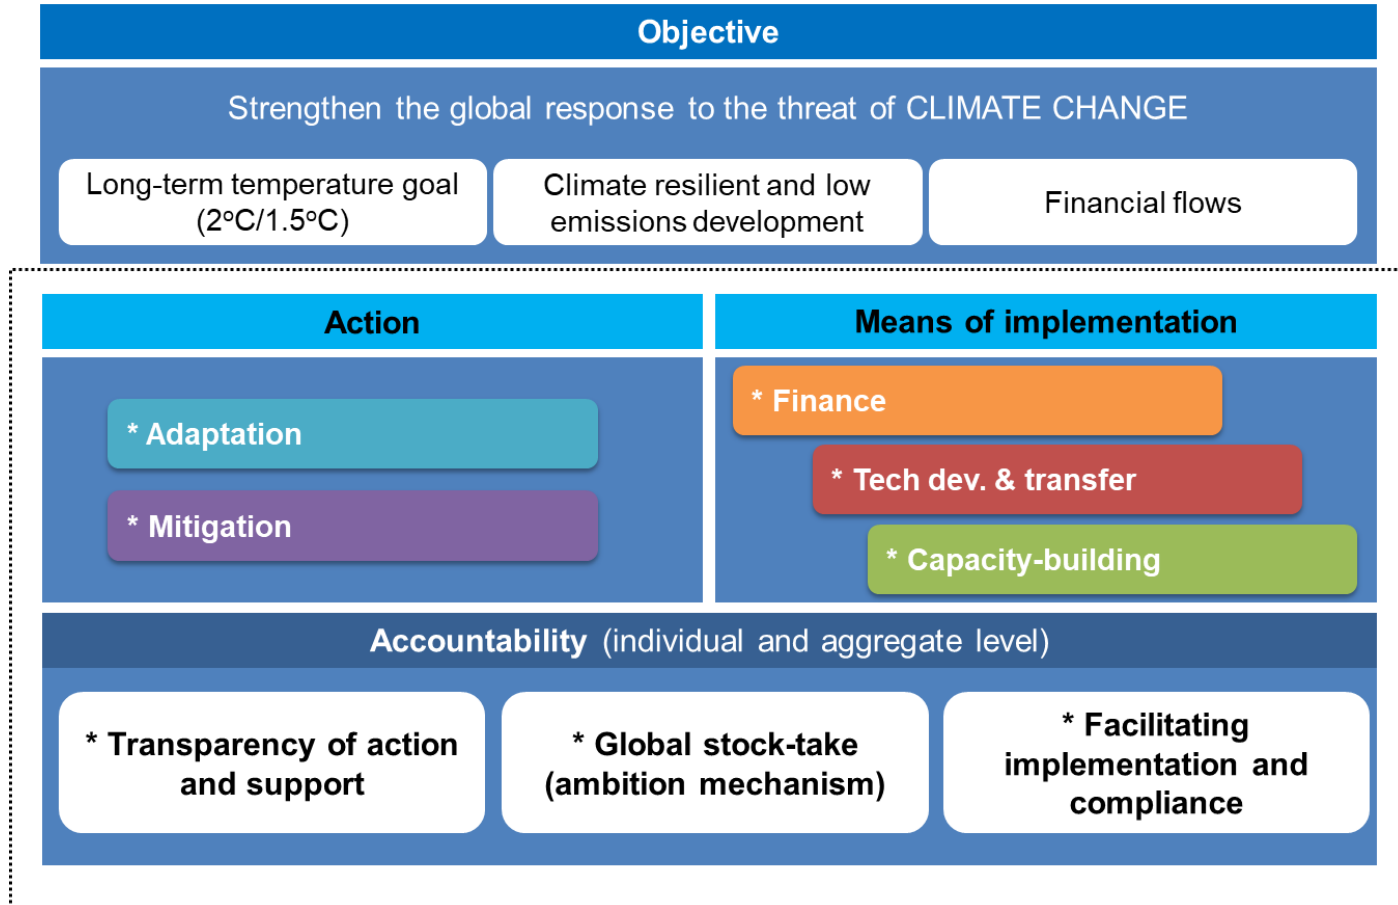 Objective
Strengthen the global response to the threat of CLIMATE CHANGE
Long-term temperature goal
(2°C/1.5°C)
Climate resilient and low
emissions development
Financial flows
Action
* Adaptation
* Mitigation
Means of implementation
* Finance
* Tech dev. & transfer
* Capacity-building
Accountability (individual and aggregate level)
* Transparency of action
and support
* Global stock-take
(ambition mechanism)
* Facilitating
implementation and
compliance